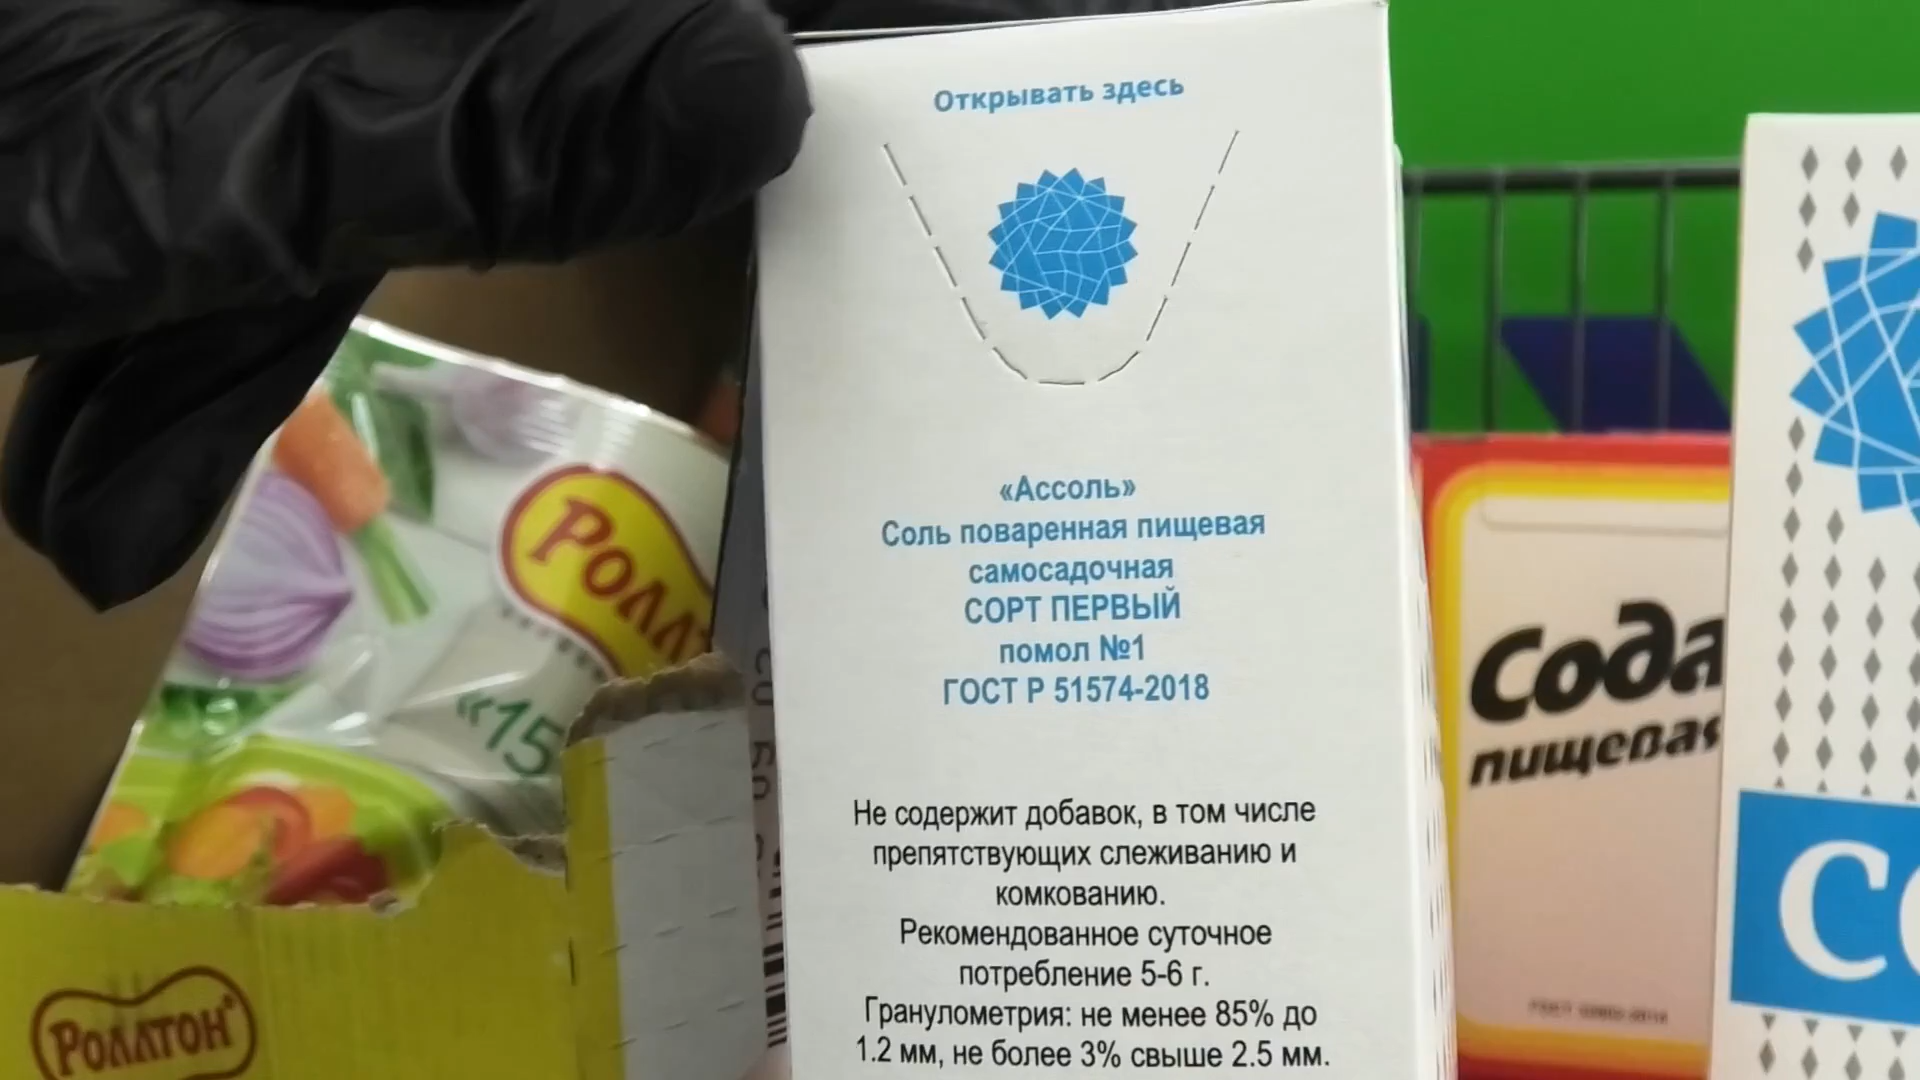 Открывать здесь
«Ассоль»
Соль поваренная пищевая
самосадочная
СОРТ ПЕРВЫЙ
помол №1
ГОСТ Р 51574-2018
Не содержит добавок, в том числе
препятствующих слеживанию и
комкованию.
Рекомендованное суточное
потребление 5-6 г.
Гранулометрия: не менее 85% до
1.2 мм, не более 3% свыше 2.5 мм.
Ролл
«15
Роллтон
Сода
пищевая